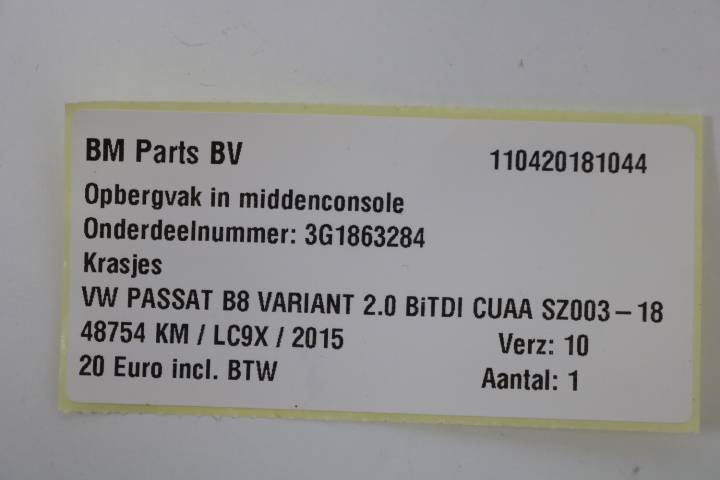 BM Parts BV 110420181044
Opbergvak in middenconsole
Onderdeelnummer: 3G1863284
Krasjes
VW PASSAT B8 VARIANT 2.0 BiTDI CUAA SZ003-18
48754 KM / LC9X / 2015 Verz: 10
20 Euro incl. BTW Aantal: 1